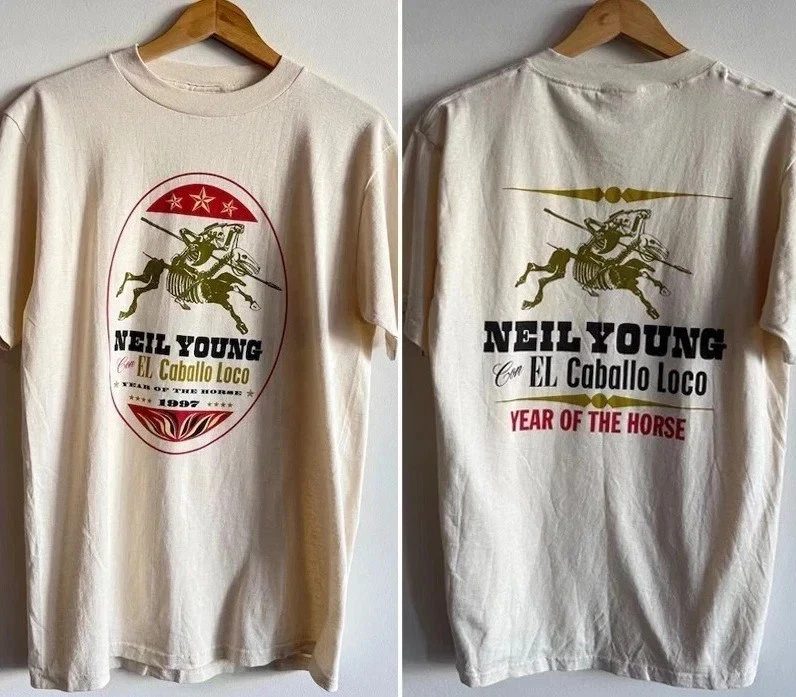 NEIL YOUNG
Con EL Caballo Loco
YEAR OF THE HORSE
1997
NEIL YOUNG
Con EL Caballo Loco
YEAR OF THE HORSE